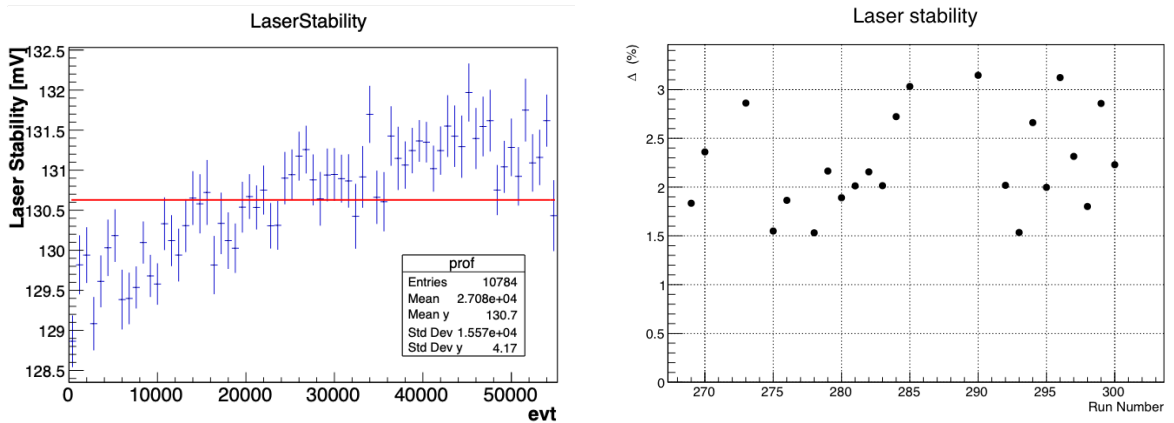 LaserStability
Laser Stability [mV]
132.5
132
131.5
131
130.5
130
129.5
129
128.5
0 10000 20000 30000 40000 50000
evt
prof
Entries 10784
Mean 2.708e+04
Mean y 130.7
Std Dev 1.557e+04
Std Dev y 4.17
Laser stability
Δ (%)
3
2.5
2
1.5
1
0.5
0
270 275 280 285 290 295 300
Run Number